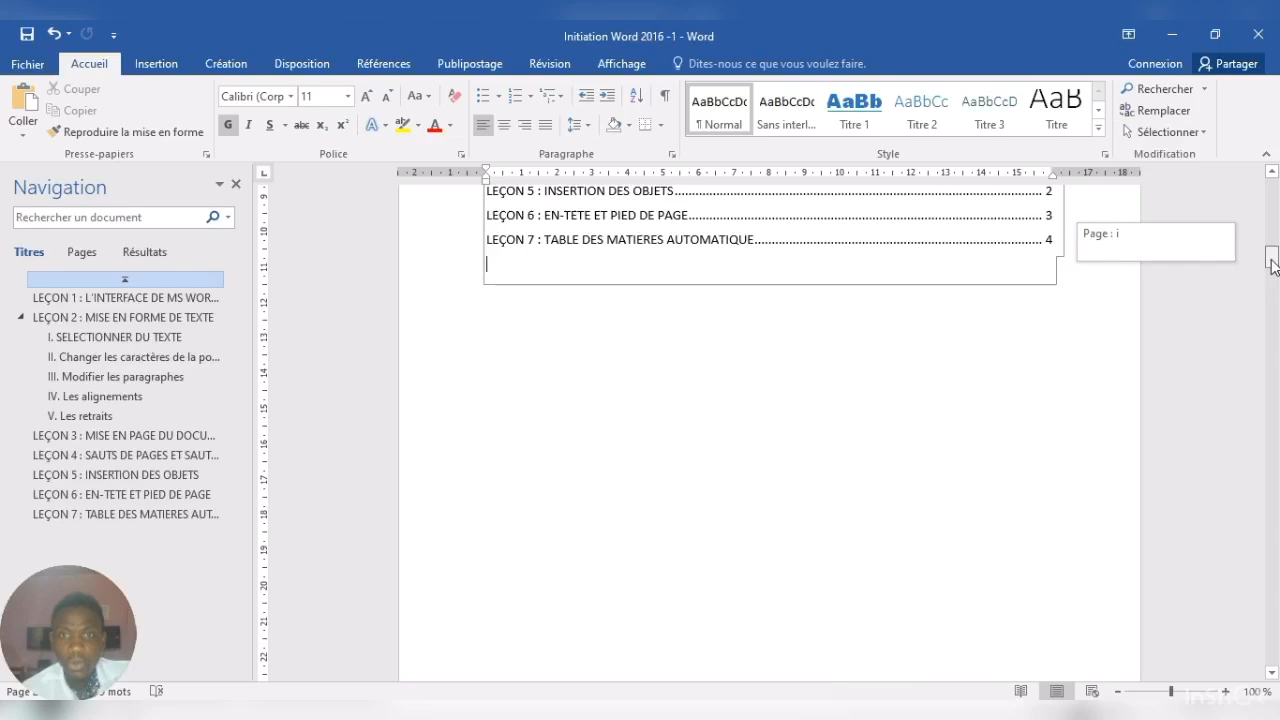 Initiation Word 2016 -1 - Word
Fichier Accueil Insertion Création Disposition Références Publipostage Révision Affichage Dites-nous ce que vous voulez faire. Connexion Partager
Coller
Couper
Copier
Reproduire la mise en forme
Presse-papiers
Calibri (Corp 11
Police
Paragraphe
AaBbCcDc AaBbCcDc AaBb AaBbCc AaBbCcD AaB
¶ Normal Sans interl... Titre 1 Titre 2 Titre 3 Titre
Style
Rechercher
Remplacer
Sélectionner
Modification
Navigation
Rechercher un document
Titres Pages Résultats
LEÇON 1 : L'INTERFACE DE MS WOR...
LEÇON 2 : MISE EN FORME DE TEXTE
I. SELECTIONNER DU TEXTE
II. Changer les caractères de la po...
III. Modifier les paragraphes
IV. Les alignements
V. Les retraits
LEÇON 3 : MISE EN PAGE DU DOCU...
LEÇON 4 : SAUTS DE PAGES ET SAUT...
LEÇON 5 : INSERTION DES OBJETS
LEÇON 6 : EN-TETE ET PIED DE PAGE
LEÇON 7 : TABLE DES MATIERES AUT...
LEÇON 5 : INSERTION DES OBJETS 2
LEÇON 6 : EN-TETE ET PIED DE PAGE 3
LEÇON 7 : TABLE DES MATIERES AUTOMATIQUE 4
Page : i
mots
100 %